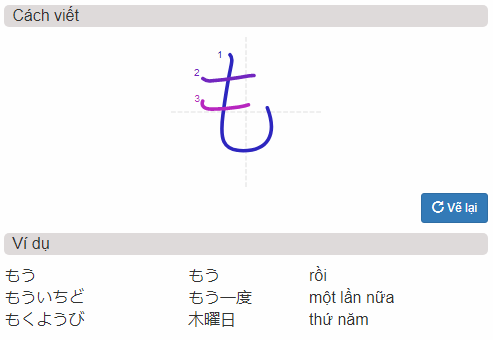 Cách viết
1
2
3
も
Vẽ lại
Ví dụ
もう もう rồi
もういちど もう一度 một lần nữa
もくようび 木曜日 thứ năm